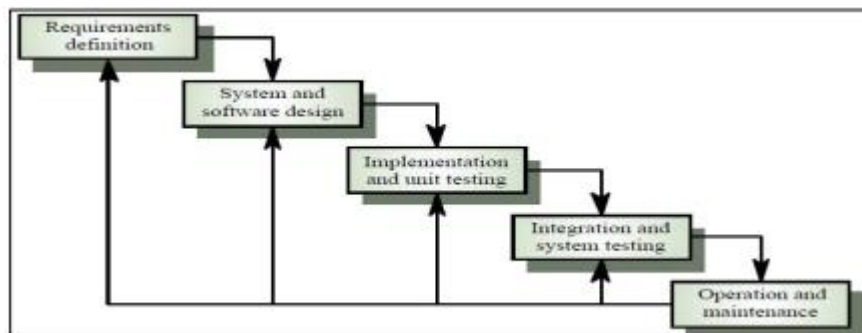 Requirements
definition
System and
software design
Implementation
and unit testing
Integration and
system testing
Operation and
maintenance